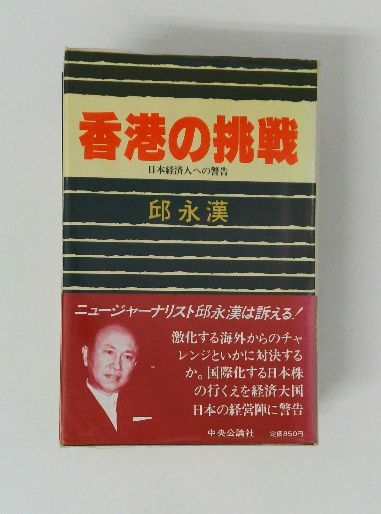 香港の挑戦
日本経済人への警告
邱永漢
ニュージャーナリスト邱永漢は訴える!
激化する海外からのチャ
レンジといかに対決する
か。国際化する日本株
の行くえを経済大国
日本の経営陣に警告
中央公論社 定価850円